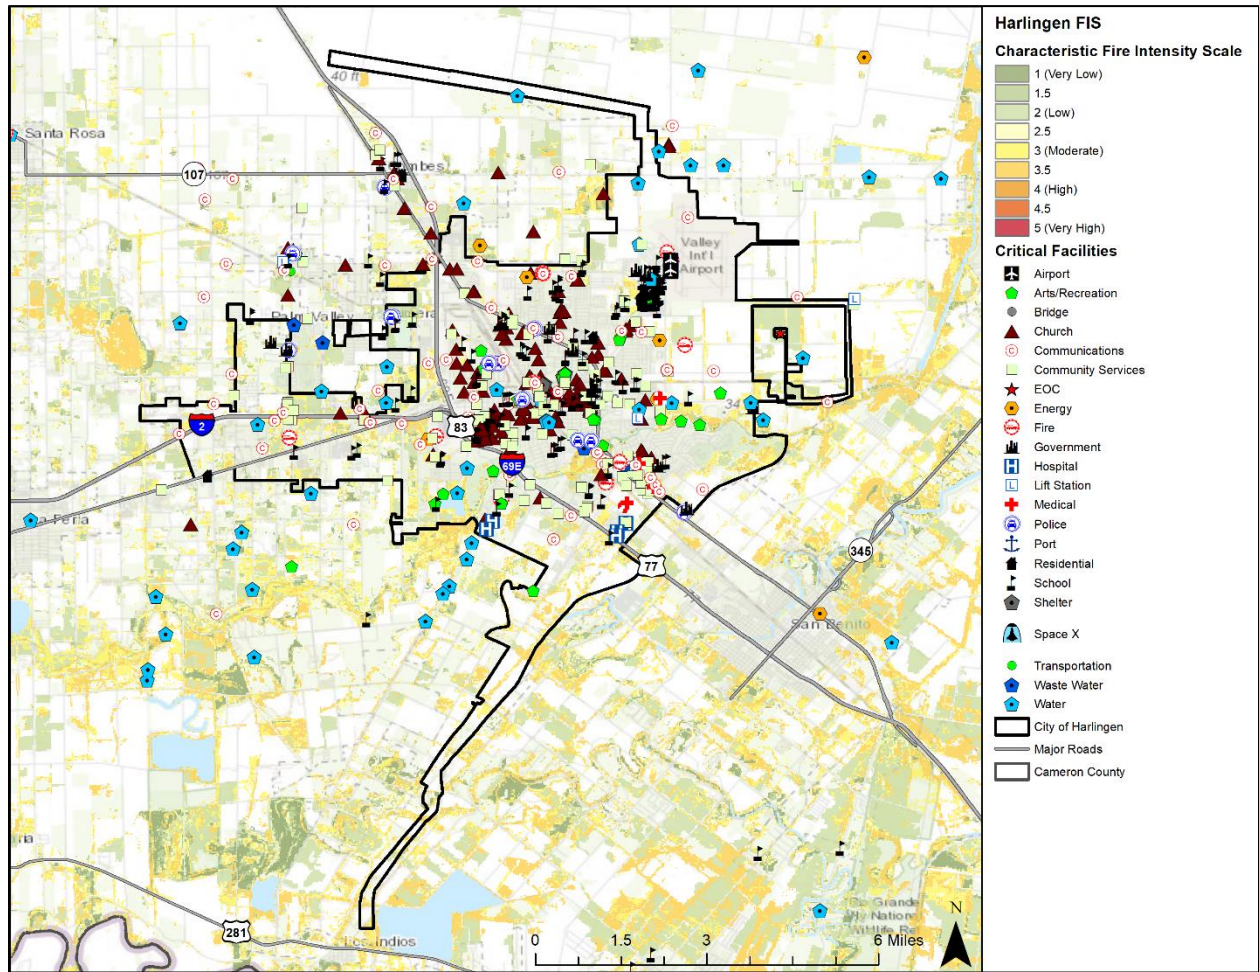 Harlingen FIS
Characteristic Fire Intensity Scale
1 (Very Low)
1.5
2 (Low)
2.5
3 (Moderate)
3.5
4 (High)
4.5
5 (Very High)
Critical Facilities
Airport
Arts/Recreation
Bridge
Church
Communications
Community Services
EOC
Energy
Fire
Government
Hospital
Lift Station
Medical
Police
Port
Residential
School
Shelter
Space X
Transportation
Waste Water
Water
City of Harlingen
Major Roads
Cameron County
40 ft
Santa Rosa
107
Valley
Int'l
Airport
Palm Valley
2
83
69E
345
77
San Benito
281
Los Indios
N
0
1.5
3
6 Miles